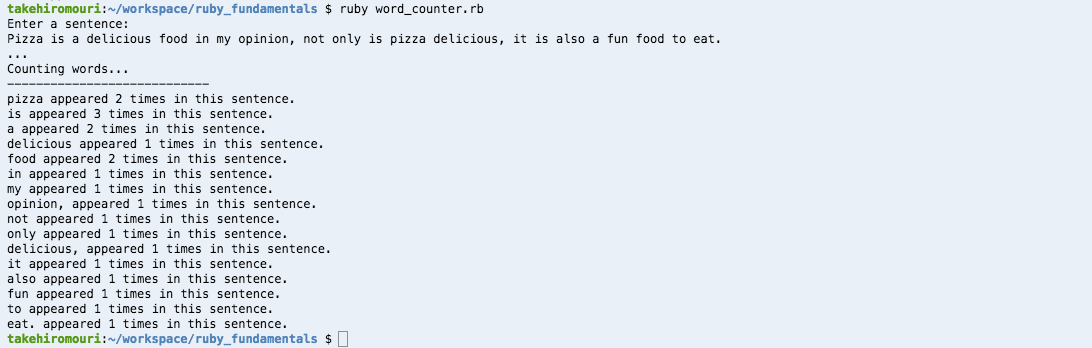 takehiromouri:~/workspace/ruby_fundamentals $ ruby word_counter.rb
Enter a sentence:
Pizza is a delicious food in my opinion, not only is pizza delicious, it is also a fun food to eat.
...
Counting words...
----------------------------
pizza appeared 2 times in this sentence.
is appeared 3 times in this sentence.
a appeared 2 times in this sentence.
delicious appeared 1 times in this sentence.
food appeared 2 times in this sentence.
in appeared 1 times in this sentence.
my appeared 1 times in this sentence.
opinion, appeared 1 times in this sentence.
not appeared 1 times in this sentence.
only appeared 1 times in this sentence.
delicious, appeared 1 times in this sentence.
it appeared 1 times in this sentence.
also appeared 1 times in this sentence.
fun appeared 1 times in this sentence.
to appeared 1 times in this sentence.
eat. appeared 1 times in this sentence.
takehiromouri:~/workspace/ruby_fundamentals $